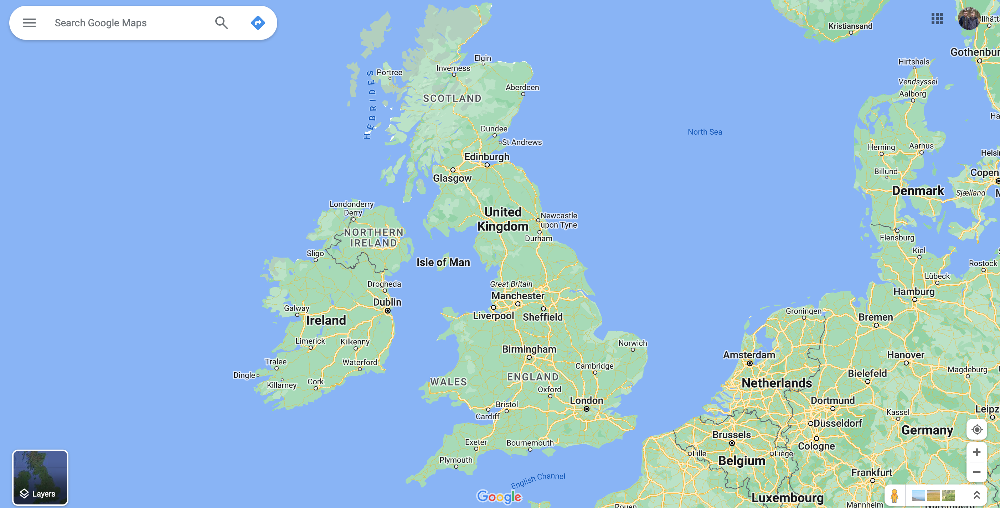 Search Google Maps
Kristiansand
Gothenbur
Hirtshals
Elgin
Inverness
Portree
HEBRIDES
Vendsyssel
Aberdeen
Aalborg
SCOTLAND
Dundee
North Sea
St Andrews
Herning
Aarhus
Edinburgh
Billund
Glasgow
Denmark
Sjælland
Londonderry
Derry
United
Kingdom
Newcastle
upon Tyne
NORTHERN
IRELAND
Durham
Flensburg
Sligo
Kiel
Isle of Man
Rostock
Lübeck
Drogheda
Great Britain
Hamburg
Manchester
Dublin
Galway
Groningen
Liverpool
Sheffield
Bremen
Ireland
Limerick
Kilkenny
Norwich
Birmingham
Amsterdam
Hanover
Tralee
Waterford
Cambridge
Magdeburg
Dingle
Bielefeld
Killarney
Cork
WALES
ENGLAND
Netherlands
Oxford
London
Dortmund
Bristol
Leipz
Kassel
Cardiff
Düsseldorf
Germany
Brussels
Exeter
Bournemouth
Cologne
Lille
Liège
Plymouth
Belgium
Frankfurt
English Channel
Layers
Google
Luxembourg
Mannheim
Rouen